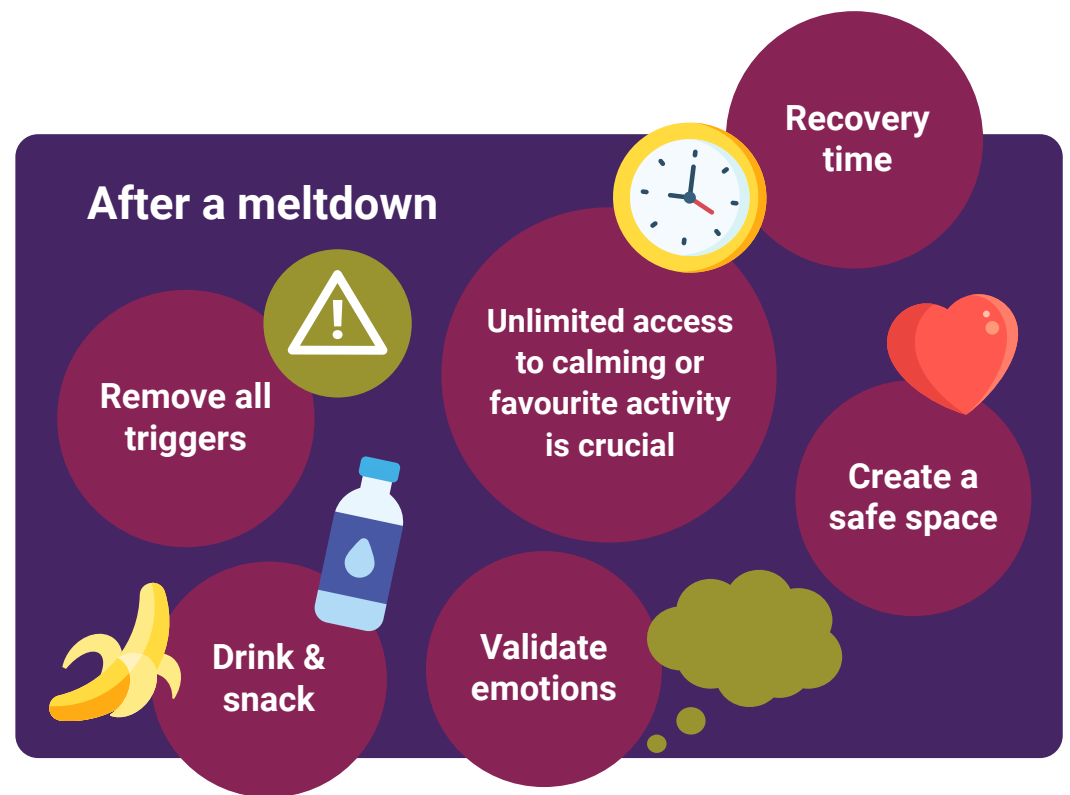 After a meltdown
Recovery
time
Remove all
triggers
Unlimited access
to calming or
favourite activity
is crucial
Create a
safe space
Drink &
snack
Validate
emotions